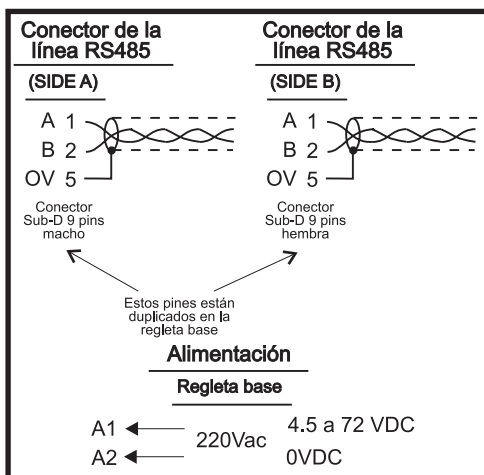 Conector de la
línea RS485
(SIDE A)
A 1
B 2
OV 5
Conector
Sub-D 9 pins
macho
Conector de la
línea RS485
(SIDE B)
A 1
B 2
OV 5
Conector
Sub-D 9 pins
hembra
Estos pines están
duplicados en la
regleta base
Alimentación
Regleta base
A1 220Vac 4.5 a 72 VDC
A2 0VDC